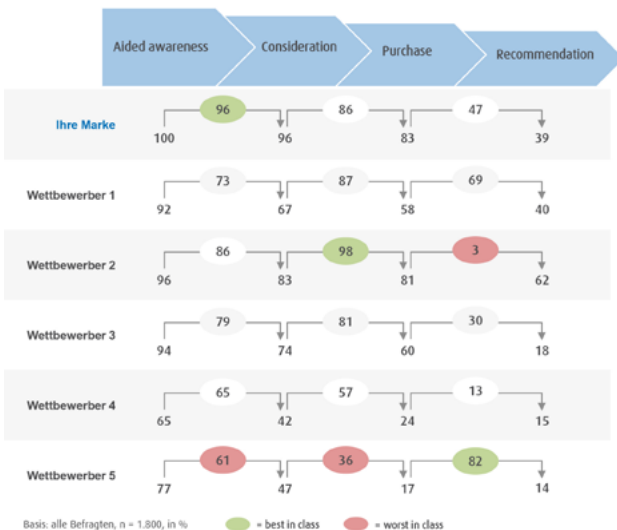 Aided awareness Consideration Purchase Recommendation
96 86 47
Ihre Marke
100 96 83 39
73 87 69
Wettbewerber 1
92 67 58 40
86 98 3
Wettbewerber 2
96 83 81 62
79 81 30
Wettbewerber 3
94 74 60 18
65 57 13
Wettbewerber 4
65 42 24 15
61 36 82
Wettbewerber 5
77 47 17 14
Basis: alle Befragten, n = 1.800, in % = best in class = worst in class